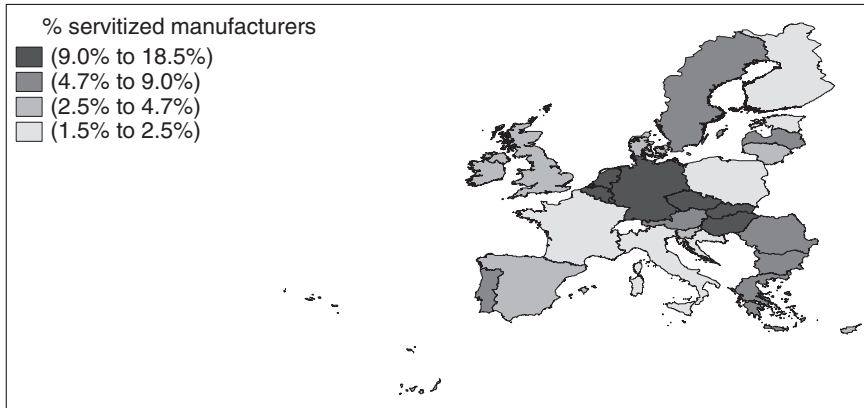 % servitized manufacturers
(9.0% to 18.5%)
(4.7% to 9.0%)
(2.5% to 4.7%)
(1.5% to 2.5%)